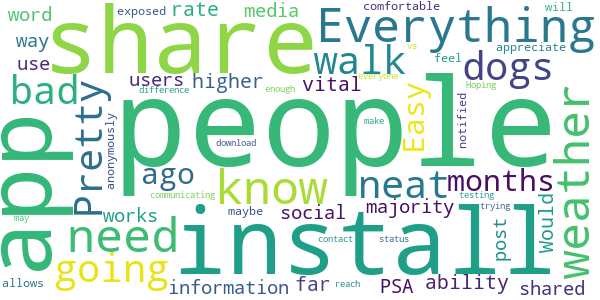 word way exposed rate media comfortable will
share Everything
use users higher walk vital feel vs appreciate
bad difference enough everyone dogs Hoping
app Pretty anonymously people Easy notified weather
ago download make
know neat months
communicating testing
need works maybe social majority trying
may install post Would
going contact status
allows information far reach PSA ability shared